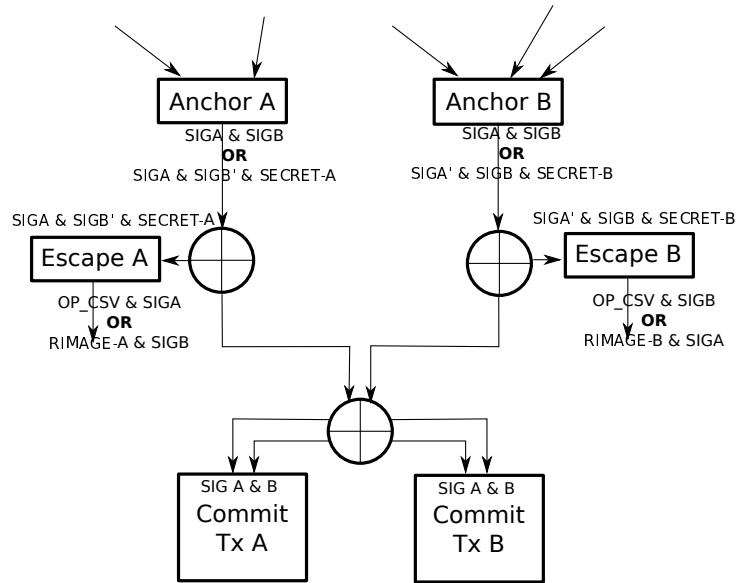 Anchor A
Anchor B
SIGA & SIGB
OR
SIGA & SIGB' & SECRET-A
SIGA & SIGB
OR
SIGA' & SIGB & SECRET-B
SIGA & SIGB' & SECRET-A
SIGA' & SIGB & SECRET-B
Escape A
Escape B
OP_CSV & SIGA
OR
RIMAGE-A & SIGB
OP_CSV & SIGB
OR
RIMAGE-B & SIGA
SIG A & B
Commit
Tx A
SIG A & B
Commit
Tx B